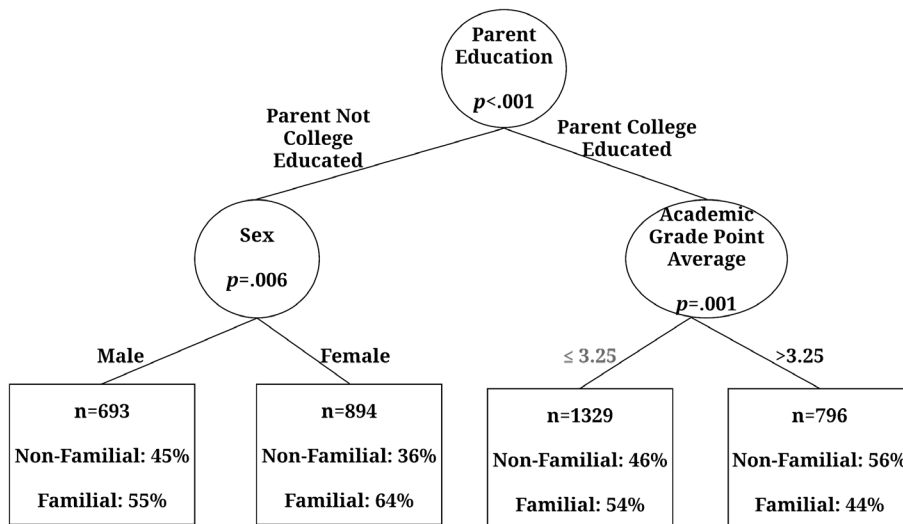 Parent
Education
p<.001
Parent Not
College
Educated
Parent College
Educated
Sex
p=.006
Academic
Grade Point
Average
p=.001
Male
Female
≤ 3.25
>3.25
n=693
Non-Familial: 45%
Familial: 55%
n=894
Non-Familial: 36%
Familial: 64%
n=1329
Non-Familial: 46%
Familial: 54%
n=796
Non-Familial: 56%
Familial: 44%